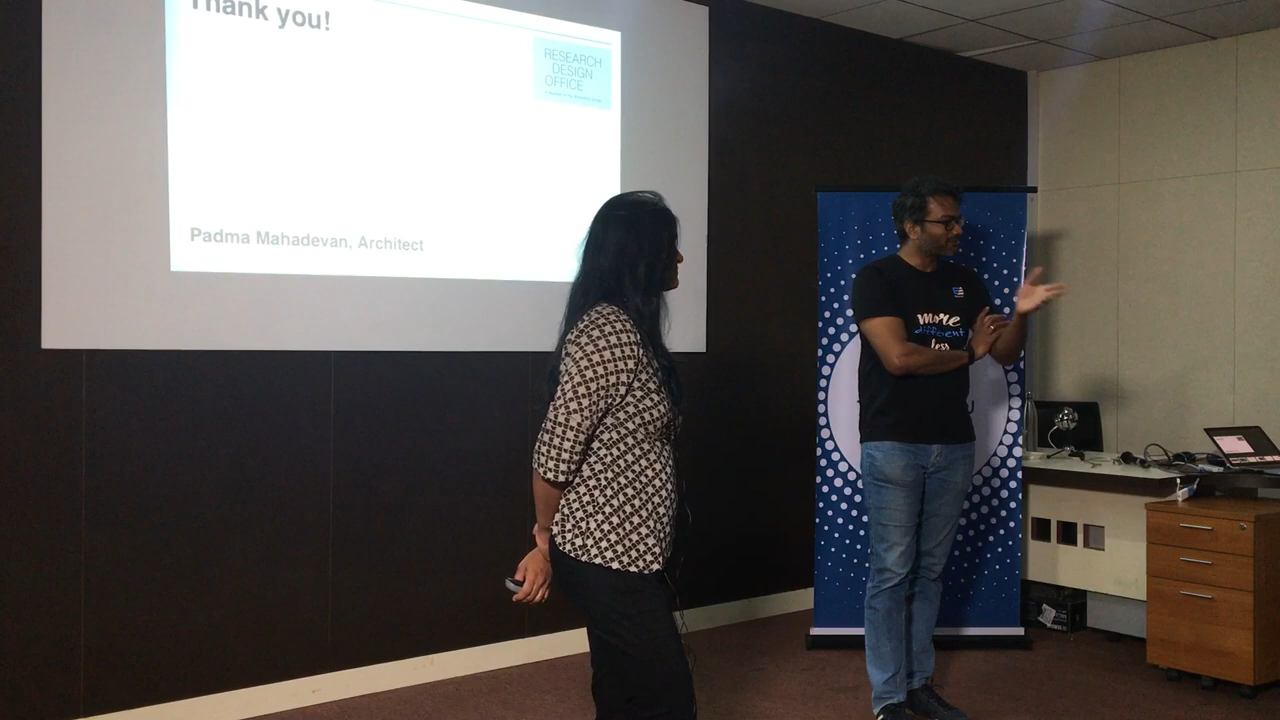 Thank you!
RESEARCH
DESIGN
OFFICE
Padma Mahadevan, Architect
more
different
less